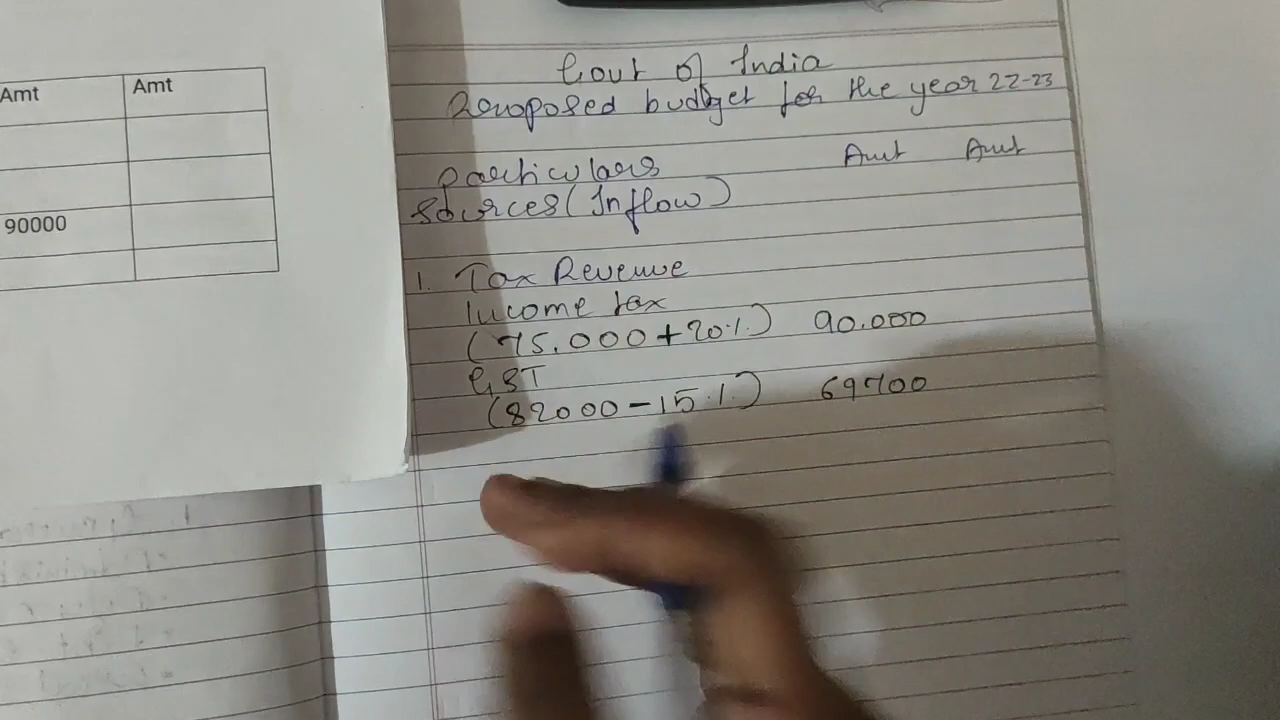 Amt Amt
90000
Govt of India
Proposed budget for the year 22-23
Particulars Amt Amt
Sources (Inflow)
1. Tax Revenue
Income tax
(75.000+20%) 90.000
GST
(82000-15%) 69700